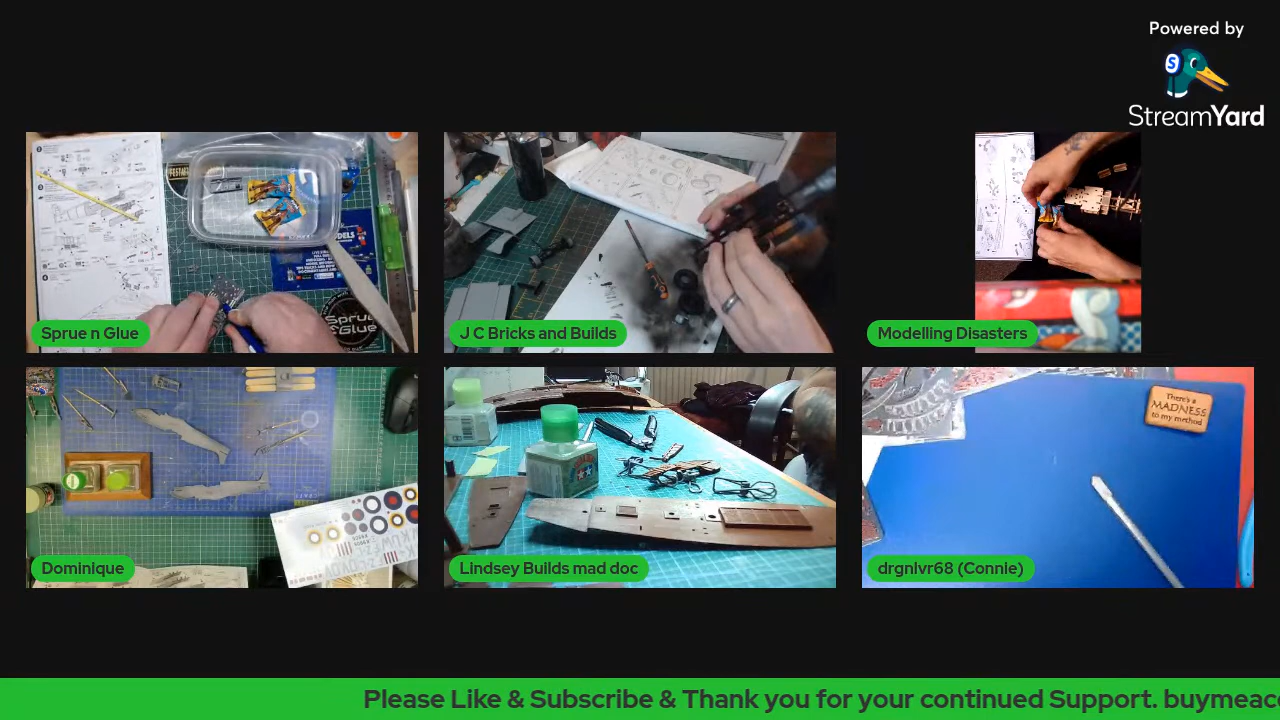 Powered by
StreamYard
Sprue n Glue
J C Bricks and Builds
Modelling Disasters
There's a
MADNESS
to my method
Dominique
Lindsey Builds mad doc
drgnlvr68 (Connie)
Please Like & Subscribe & Thank you for your continued Support. buymeac